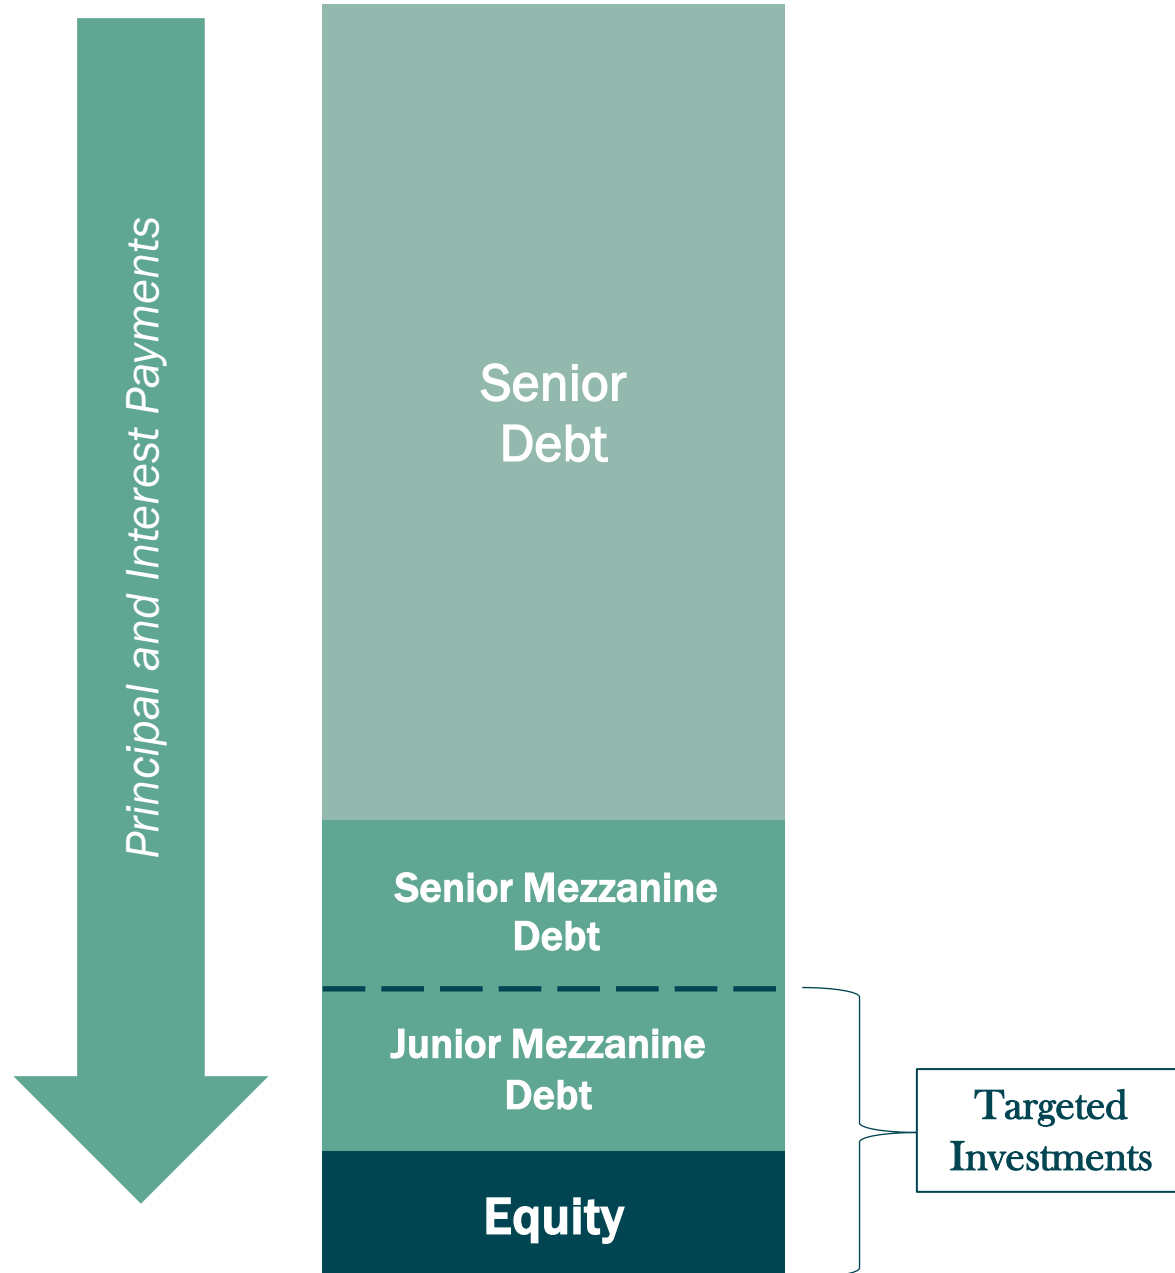 Principal and Interest Payments
Senior
Debt
Senior Mezzanine
Debt
Junior Mezzanine
Debt
Equity
Targeted
Investments